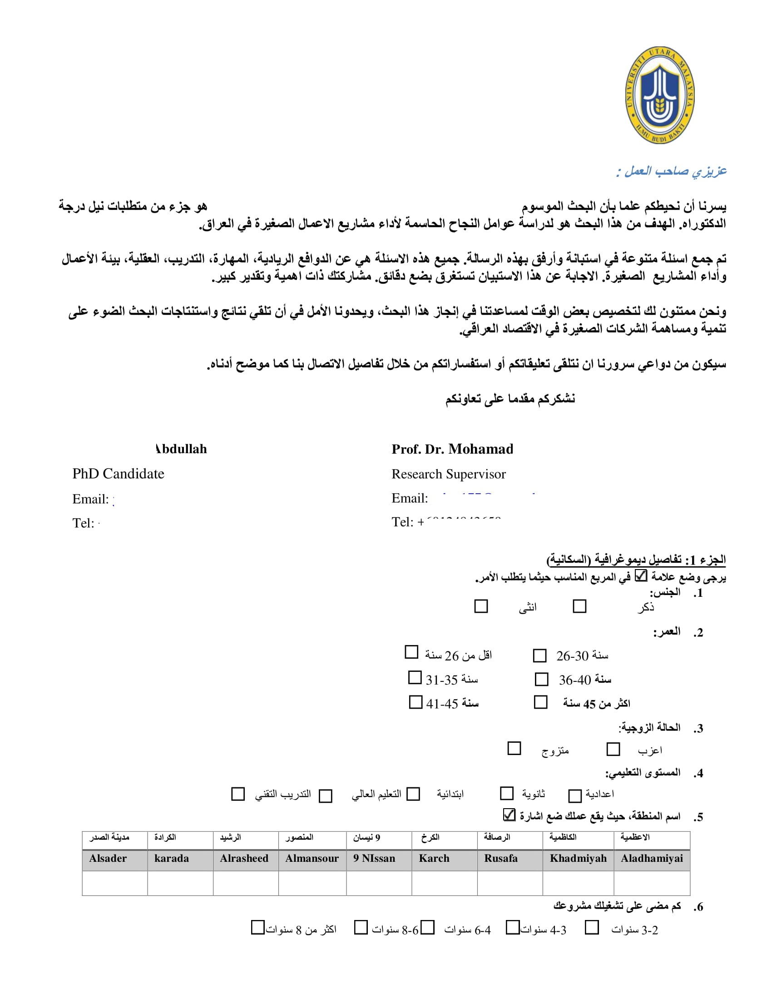 UNIVERSITI UTARA MALAYSIA
ILMU BUDI BAKTI
عزيزي صاحب العمل :
يسرنا أن نحيطكم علما بأن البحث الموسوم هو جزء من متطلبات نيل درجة
الدكتوراه. الهدف من هذا البحث هو لدراسة عوامل النجاح الحاسمة لأداء مشاريع الاعمال الصغيرة في العراق.
تم جمع اسئلة متنوعة في استبانة وأرفق بهذه الرسالة. جميع هذه الاسئلة هي عن الدوافع الريادية، المهارة، التدريب، العقلية، بيئة الأعمال
وأداء المشاريع الصغيرة. الاجابة عن هذا الاستبيان تستغرق بضع دقائق. مشاركتك ذات اهمية وتقدير كبير.
ونحن ممتنون لك لتخصيص بعض الوقت لمساعدتنا في إنجاز هذا البحث، ويحدونا الأمل في أن تلقي نتائج واستنتاجات البحث الضوء على
تنمية ومساهمة الشركات الصغيرة في الاقتصاد العراقي.
سيكون من دواعي سرورنا ان نتلقى تعليقاتكم أو استفساراتكم من خلال تفاصيل الاتصال بنا كما موضح أدناه.
نشكركم مقدما على تعاونكم
Abdullah Prof. Dr. Mohamad
PhD Candidate Research Supervisor
Email: Email:
Tel: Tel: +
الجزء 1: تفاصيل ديموغرافية (السكانية)
يرجى وضع علامة ☑ في المربع المناسب حيثما يتطلب الأمر.
1. الجنس:
ذكر ☐ انثى ☐
2. العمر:
26-30 سنة ☐ اقل من 26 سنة ☐
36-40 سنة ☐ 31-35 سنة ☐
اكثر من 45 سنة ☐ 41-45 سنة ☐
3. الحالة الزوجية:
اعزب ☐ متزوج ☐
4. المستوى التعليمي:
اعدادية ☐ ثانوية ☐ ابتدائية ☐ التعليم العالي ☐ التدريب التقني ☐
5. اسم المنطقة، حيث يقع عملك ضع اشارة ☑
الاعظمية الكاظمية الرصافة الكرخ 9 نيسان المنصور الرشيد الكرادة مدينة الصدر
Alsader karada Alrasheed Almansour 9 NIssan Karch Rusafa Khadmiyah Aladhamiyai
6. كم مضى على تشغيلك مشروعك
3-2 سنوات ☐ 4-3 سنوات ☐ 6-4 سنوات ☐ 8-6 سنوات ☐ اكثر من 8 سنوات ☐